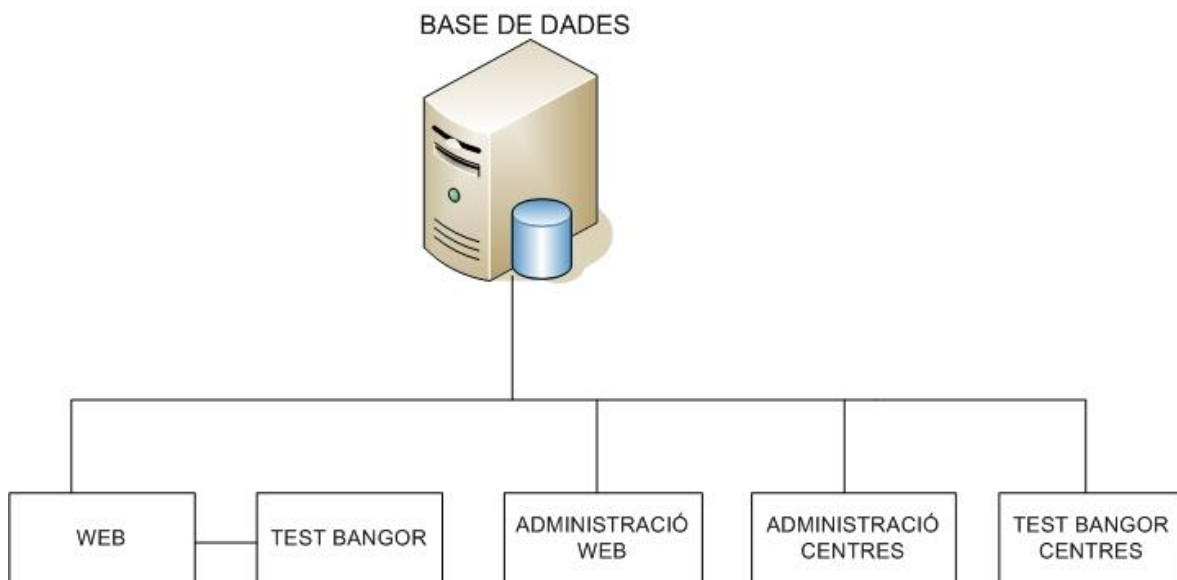 BASE DE DADES
WEB
TEST BANGOR
ADMINISTRACIÓ
WEB
ADMINISTRACIÓ
CENTRES
TEST BANGOR
CENTRES